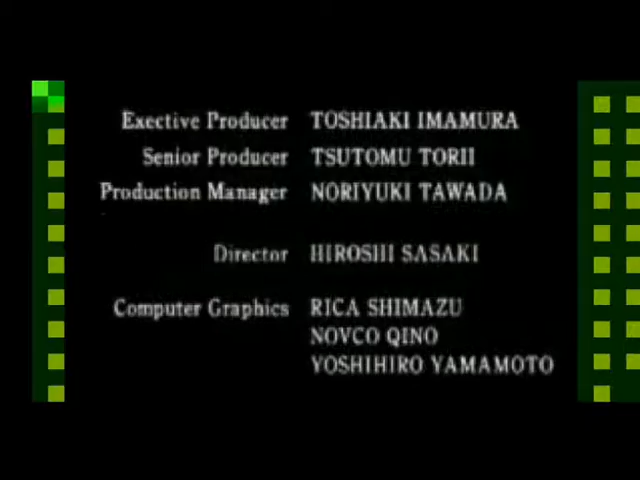 Exective Producer TOSHIAKI IMAMURA
Senior Producer TSUTOMU TORII
Production Manager NORIYUKI TAWADA
Director HIROSHI SASAKI
Computer Graphics RICA SHIMAZU
NOVCO QINO
YOSHIHIRO YAMAMOTO